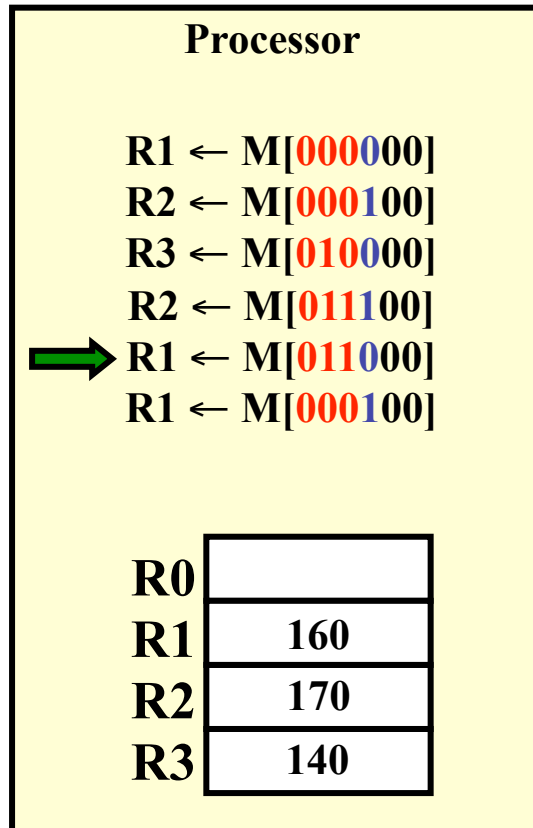 Processor
R1 ← M[000000]
R2 ← M[000100]
R3 ← M[010000]
R2 ← M[011100]
R1 ← M[011000]
R1 ← M[000100]
R0
R1 160
R2 170
R3 140